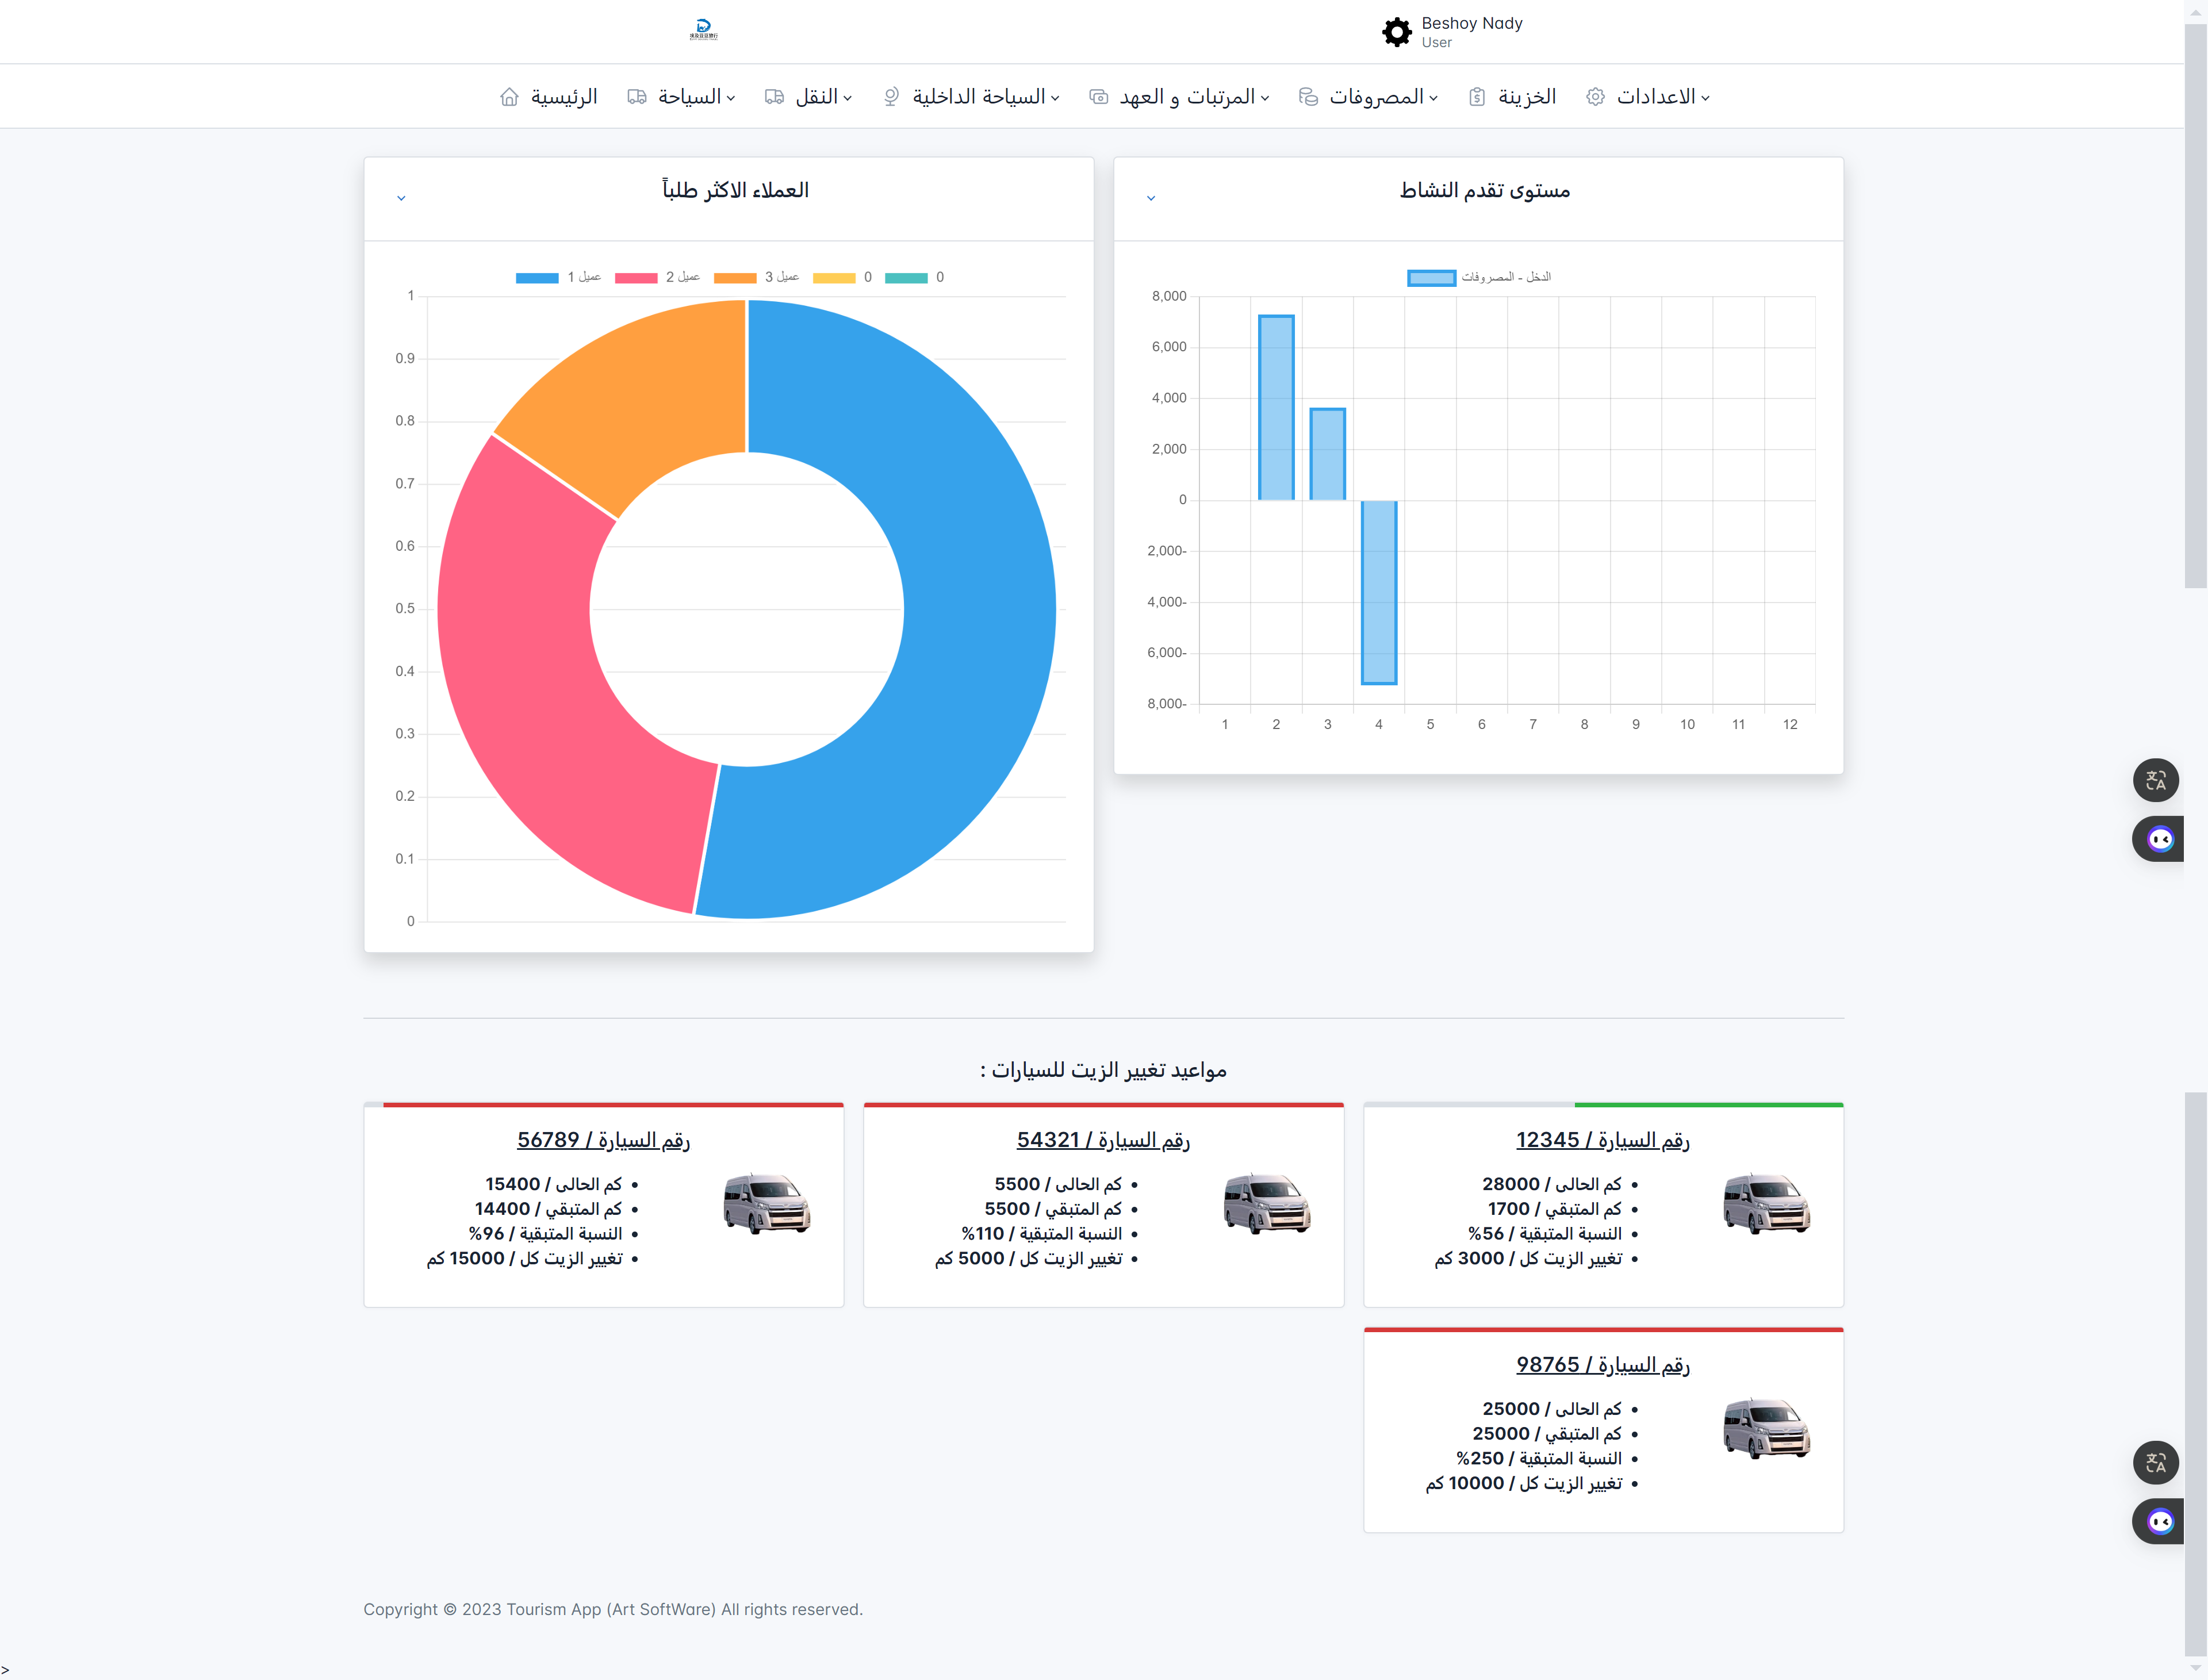 Beshoy Nady
User
الرئيسية
السياحة
النقل
السياحة الداخلية
المرتبات و العهد
المصروفات
الخزينة
الاعدادات
مستوى تقدم النشاط
الدخل - المصروفات
8,000
6,000
4,000
2,000
0
2,000-
4,000-
6,000-
8,000-
1 2 3 4 5 6 7 8 9 10 11 12
العملاء الاكثر طلباً
عميل 1 عميل 2 عميل 3 0 0
1
0.9
0.8
0.7
0.6
0.5
0.4
0.3
0.2
0.1
0
مواعيد تغيير الزيت للسيارات :
رقم السيارة / 12345
كم الحالى / 28000
كم المتبقي / 1700
النسبة المتبقية / 56%
تغيير الزيت كل / 3000 كم
رقم السيارة / 54321
كم الحالى / 5500
كم المتبقي / 5500
النسبة المتبقية / 110%
تغيير الزيت كل / 5000 كم
رقم السيارة / 56789
كم الحالى / 15400
كم المتبقي / 14400
النسبة المتبقية / 96%
تغيير الزيت كل / 15000 كم
رقم السيارة / 98765
كم الحالى / 25000
كم المتبقي / 25000
النسبة المتبقية / 250%
تغيير الزيت كل / 10000 كم
Copyright © 2023 Tourism App (Art SoftWare) All rights reserved.
>